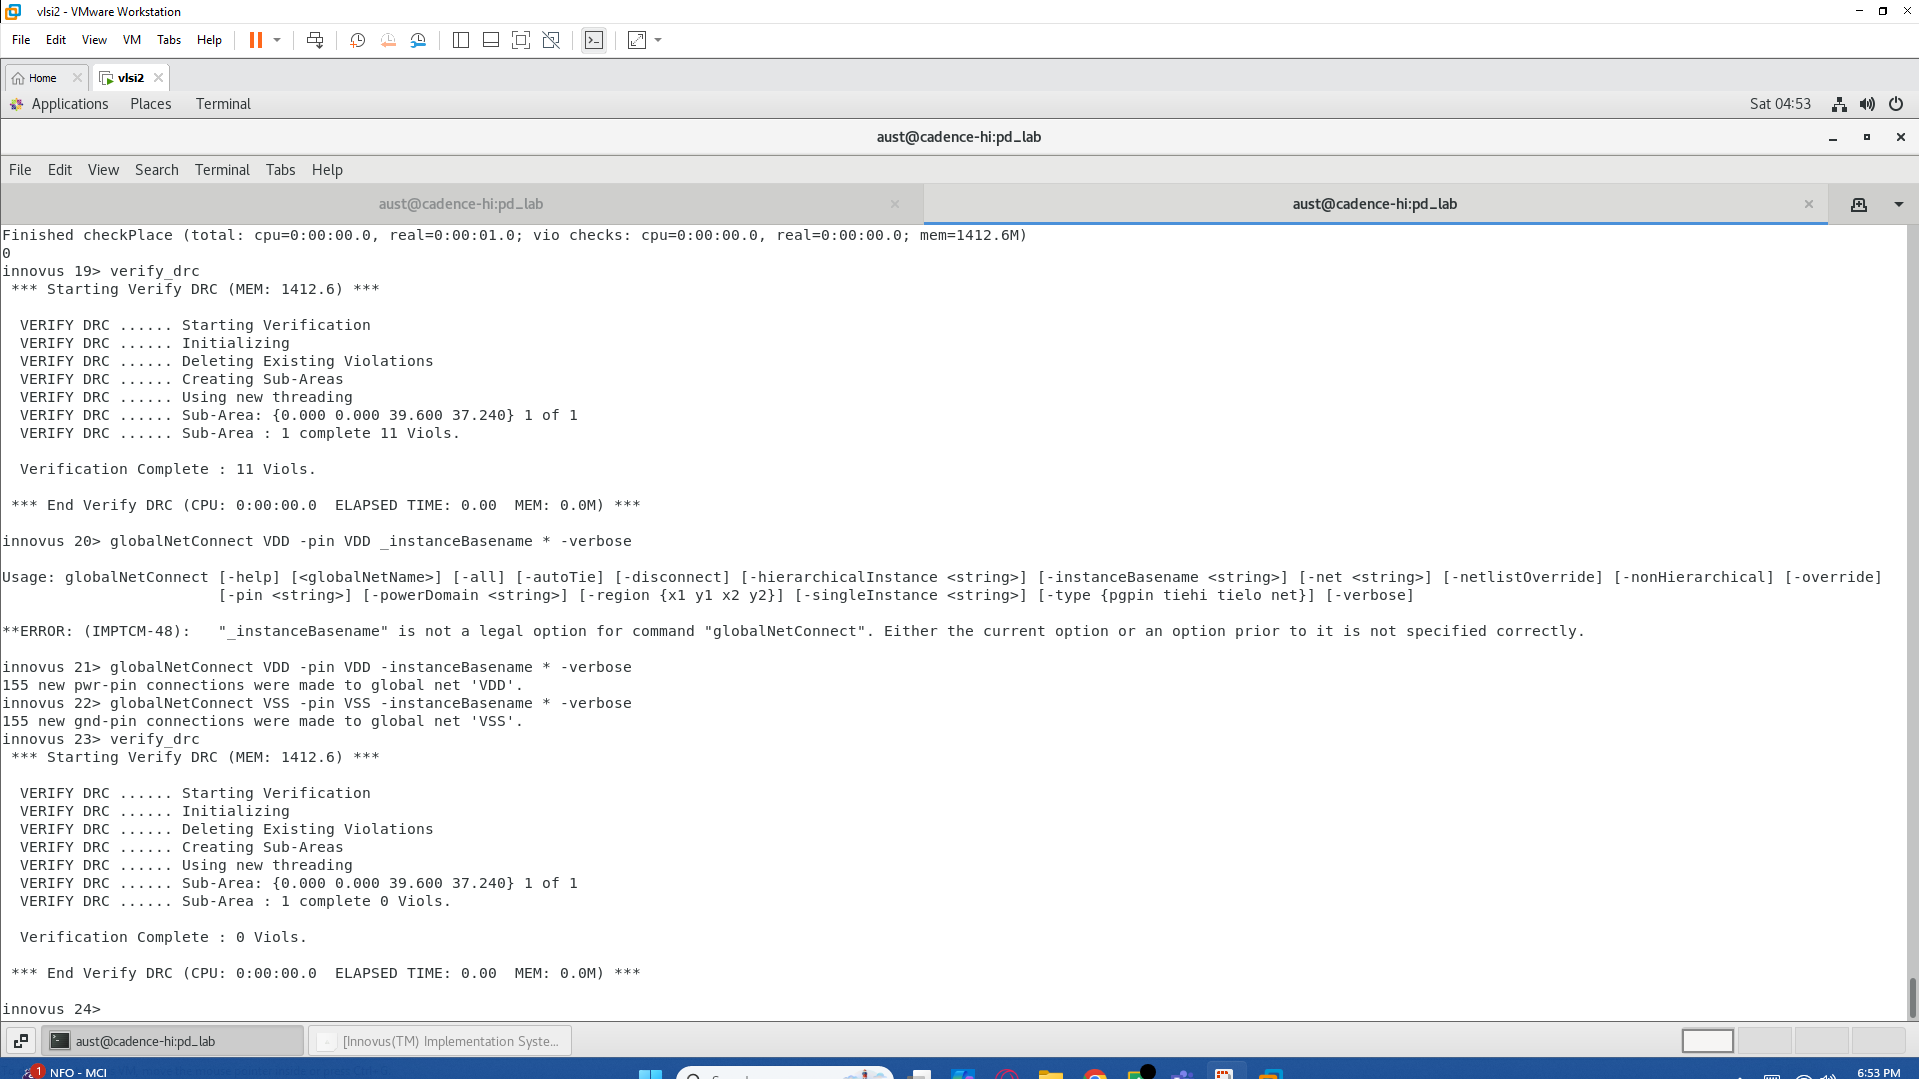 vlsi2 - VMware Workstation
File Edit View VM Tabs Help
Home vlsi2
Applications Places Terminal Sat 04:53
aust@cadence-hi:pd_lab
File Edit View Search Terminal Tabs Help
aust@cadence-hi:pd_lab aust@cadence-hi:pd_lab
Finished checkPlace (total: cpu=0:00:00.0, real=0:00:01.0; vio checks: cpu=0:00:00.0, real=0:00:00.0; mem=1412.6M)
0
innovus 19> verify_drc
*** Starting Verify DRC (MEM: 1412.6) ***
VERIFY DRC ...... Starting Verification
VERIFY DRC ...... Initializing
VERIFY DRC ...... Deleting Existing Violations
VERIFY DRC ...... Creating Sub-Areas
VERIFY DRC ...... Using new threading
VERIFY DRC ...... Sub-Area: {0.000 0.000 39.600 37.240} 1 of 1
VERIFY DRC ...... Sub-Area : 1 complete 11 Viols.
Verification Complete : 11 Viols.
*** End Verify DRC (CPU: 0:00:00.0  ELAPSED TIME: 0.00  MEM: 0.0M) ***
innovus 20> globalNetConnect VDD -pin VDD _instanceBasename * -verbose
Usage: globalNetConnect [-help] [<globalNetName>] [-all] [-autoTie] [-disconnect] [-hierarchicalInstance <string>] [-instanceBasename <string>] [-net <string>] [-netlistOverride] [-nonHierarchical] [-override]
[-pin <string>] [-powerDomain <string>] [-region {x1 y1 x2 y2}] [-singleInstance <string>] [-type {pgpin tiehi tielo net}] [-verbose]
**ERROR: (IMPTCM-48):   "_instanceBasename" is not a legal option for command "globalNetConnect". Either the current option or an option prior to it is not specified correctly.
innovus 21> globalNetConnect VDD -pin VDD -instanceBasename * -verbose
155 new pwr-pin connections were made to global net 'VDD'.
innovus 22> globalNetConnect VSS -pin VSS -instanceBasename * -verbose
155 new gnd-pin connections were made to global net 'VSS'.
innovus 23> verify_drc
*** Starting Verify DRC (MEM: 1412.6) ***
VERIFY DRC ...... Starting Verification
VERIFY DRC ...... Initializing
VERIFY DRC ...... Deleting Existing Violations
VERIFY DRC ...... Creating Sub-Areas
VERIFY DRC ...... Using new threading
VERIFY DRC ...... Sub-Area: {0.000 0.000 39.600 37.240} 1 of 1
VERIFY DRC ...... Sub-Area : 1 complete 0 Viols.
Verification Complete : 0 Viols.
*** End Verify DRC (CPU: 0:00:00.0  ELAPSED TIME: 0.00  MEM: 0.0M) ***
innovus 24>
aust@cadence-hi:pd_lab [Innovus(TM) Implementation Syste...
1 NFO - MCI 6:53 PM